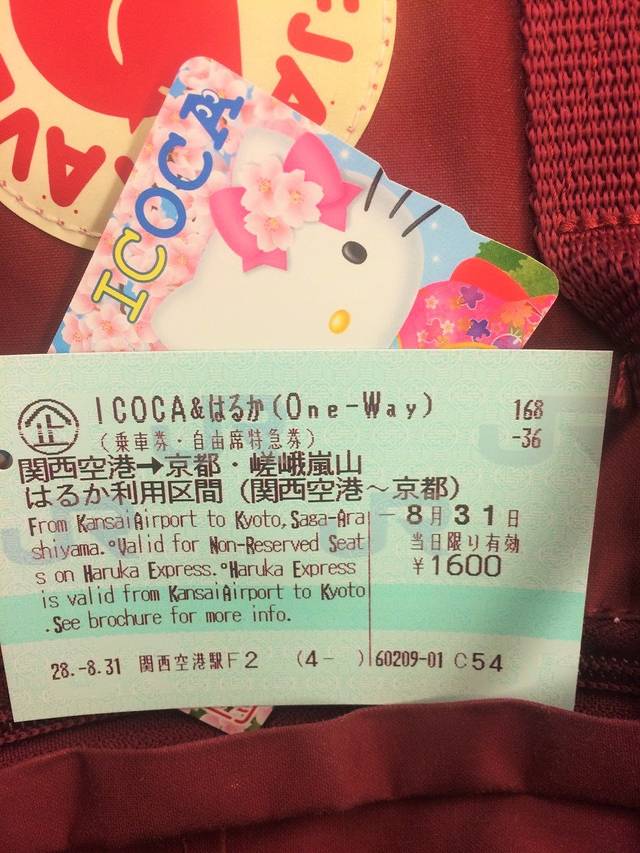 ICOCA
企
ICOCA&はるか(One-Way)
168
(乗車券・自由席特急券)
-36
関西空港→京都・嵯峨嵐山
はるか利用区間(関西空港~京都)
From KansaiAirport to Kyoto,Saga-Ara
shiyama.°Valid for Non-Reserved Seat
s on Haruka Express.°Haruka Express
is valid from KansaiAirport to Kyoto
.See brochure for more info.
-8月31日
当日限り有効
¥1600
28.-8.31 関西空港駅F2 (4- ) 60209-01 C54